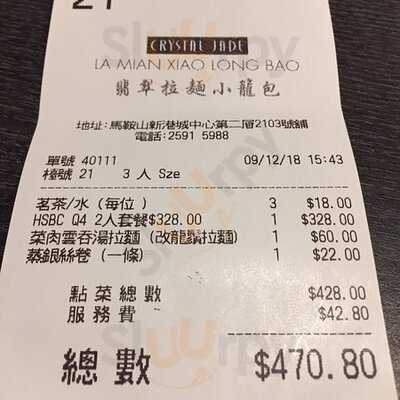 21
CRYSTAL JADE
LA MIAN XIAO LONG BAO
翡翠拉麵小籠包
地址:馬鞍山新港城中心第二層2103號舖
電話:2591 5988
單號 40111 09/12/18 15:43
檯號 21 3 人 Sze
茗茶/水 (每位) 3 $18.00
HSBC Q4 2人套餐$328.00 1 $328.00
菜肉雲吞湯拉麵 (改龍鬚拉麵) 1 $60.00
蒸銀絲卷 (一條) 1 $22.00
點菜總數 $428.00
服務費 $42.80
總數 $470.80